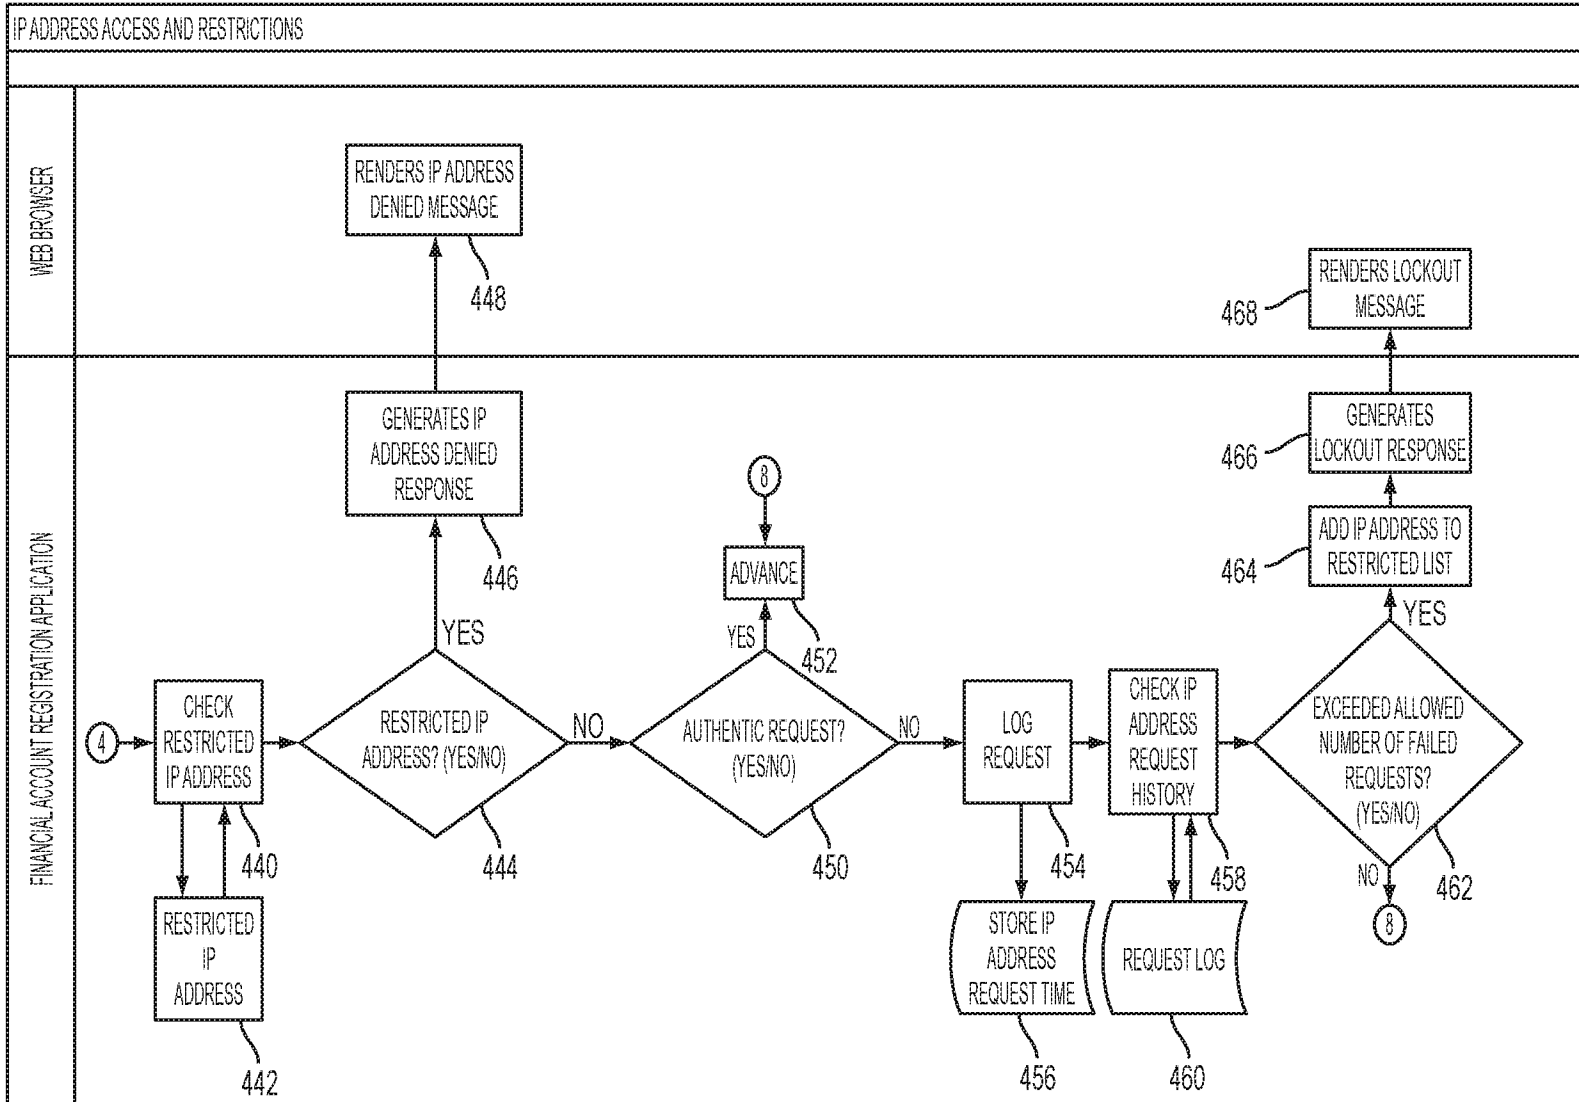 IP ADDRESS ACCESS AND RESTRICTIONS
WEB BROWSER
RENDERS IP ADDRESS
DENIED MESSAGE
448
RENDERS LOCKOUT
MESSAGE
468
FINANCIAL ACCOUNT REGISTRATION APPLICATION
GENERATES IP
ADDRESS DENIED
RESPONSE
446
GENERATES
LOCKOUT RESPONSE
466
8
ADVANCE
452
ADD IP ADDRESS TO
RESTRICTED LIST
464
YES
YES
YES
4
CHECK
RESTRICTED
IP ADDRESS
440
RESTRICTED IP
ADDRESS? (YES/NO)
444
NO
AUTHENTIC REQUEST?
(YES/NO)
450
NO
LOG
REQUEST
454
CHECK IP
ADDRESS
REQUEST
HISTORY
458
EXCEEDED ALLOWED
NUMBER OF FAILED
REQUESTS?
(YES/NO)
462
NO
8
RESTRICTED
IP
ADDRESS
442
STORE IP
ADDRESS
REQUEST TIME
456
REQUEST LOG
460